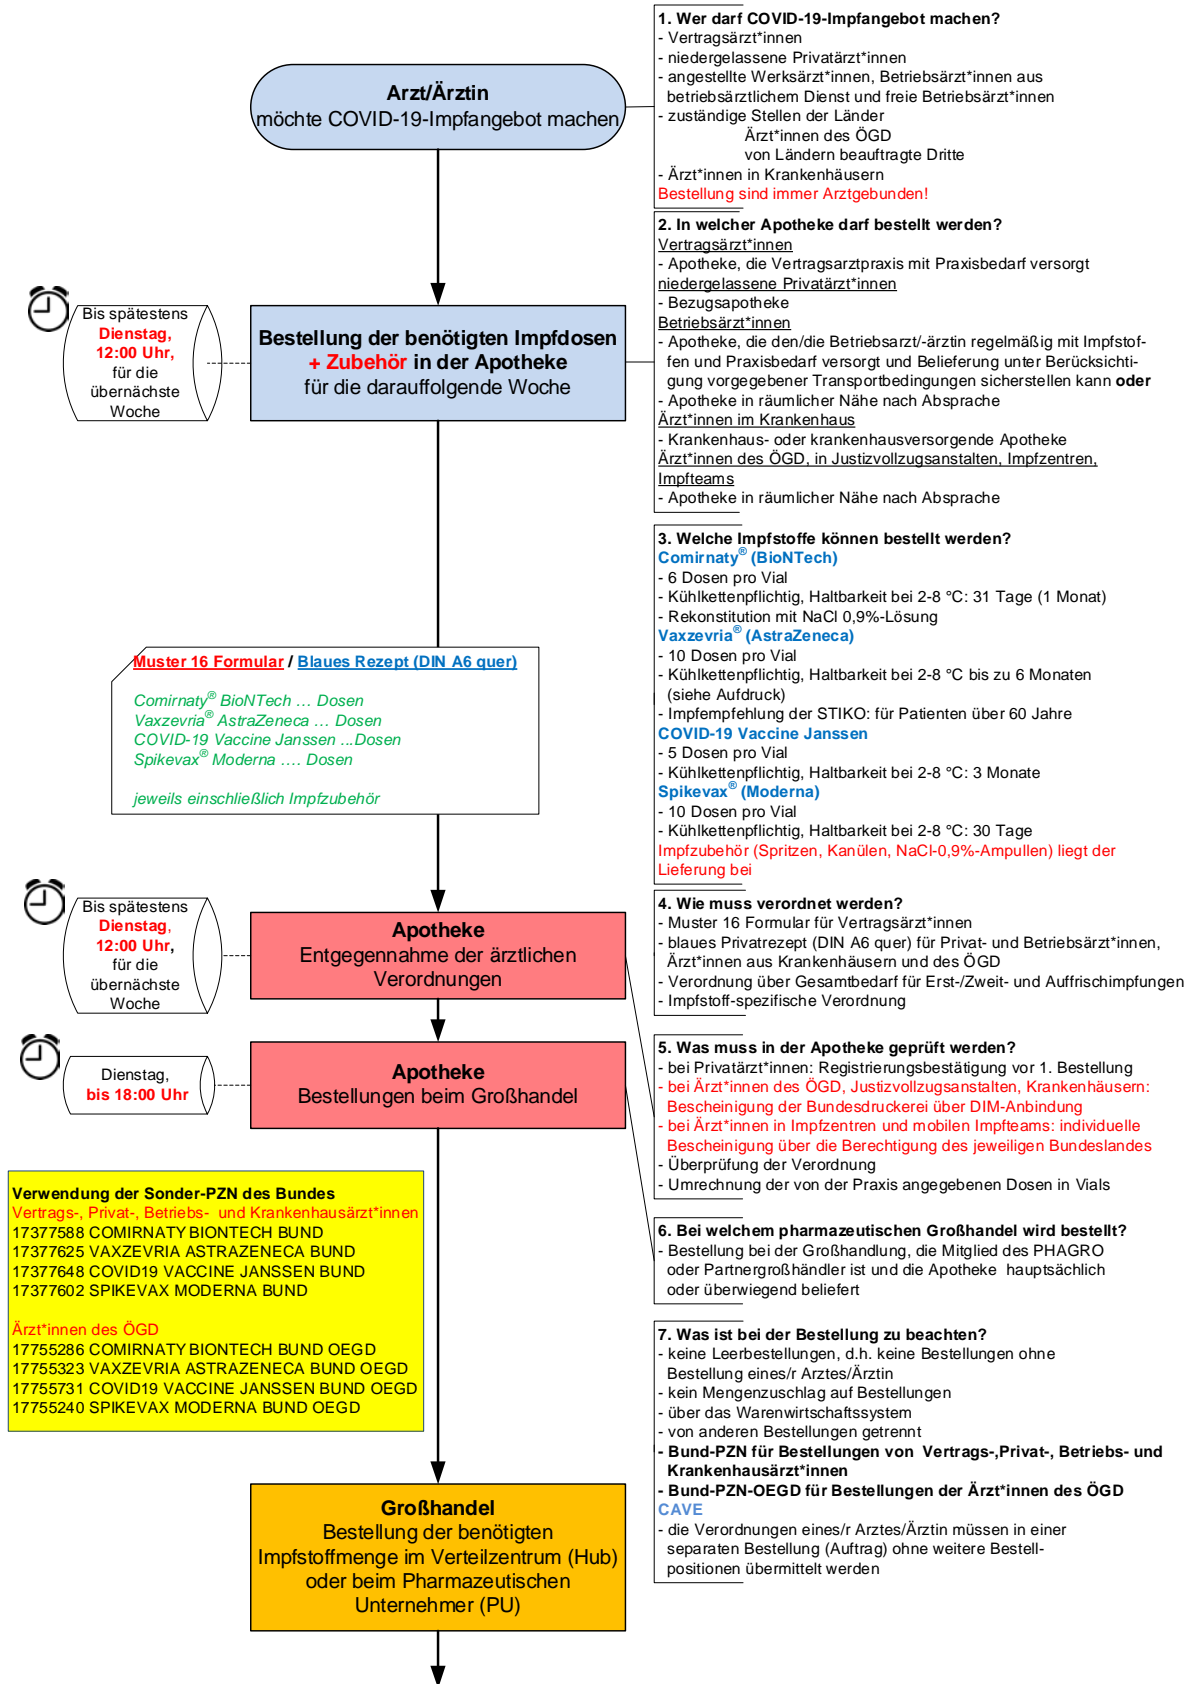 Arzt/Ärztin
möchte COVID-19-Impfangebot machen
1. Wer darf COVID-19-Impfangebot machen?
- Vertragsärzt*innen
- niedergelassene Privatärzt*innen
- angestellte Werksärzt*innen, Betriebsärzt*innen aus
betriebsärztlichem Dienst und freie Betriebsärzt*innen
- zuständige Stellen der Länder
Ärzt*innen des ÖGD
von Ländern beauftragte Dritte
- Ärzt*innen in Krankenhäusern
Bestellung sind immer Arztgebunden!
Bis spätestens
Dienstag,
12:00 Uhr,
für die
übernächste
Woche
Bestellung der benötigten Impfdosen
+ Zubehör in der Apotheke
für die darauffolgende Woche
2. In welcher Apotheke darf bestellt werden?
Vertragsärzt*innen
- Apotheke, die Vertragsarztpraxis mit Praxisbedarf versorgt
niedergelassene Privatärzt*innen
- Bezugsapotheke
Betriebsärzt*innen
- Apotheke, die den/die Betriebsarzt/-ärztin regelmäßig mit Impfstof-
fen und Praxisbedarf versorgt und Belieferung unter Berücksichti-
gung vorgegebener Transportbedingungen sicherstellen kann oder
- Apotheke in räumlicher Nähe nach Absprache
Ärzt*innen im Krankenhaus
- Krankenhaus- oder krankenhausversorgende Apotheke
Ärzt*innen des ÖGD, in Justizvollzugsanstalten, Impfzentren,
Impfteams
- Apotheke in räumlicher Nähe nach Absprache
Muster 16 Formular / Blaues Rezept (DIN A6 quer)
Comirnaty® BioNTech … Dosen
Vaxzevria® AstraZeneca … Dosen
COVID-19 Vaccine Janssen ...Dosen
Spikevax® Moderna …. Dosen
jeweils einschließlich Impfzubehör
3. Welche Impfstoffe können bestellt werden?
Comirnaty® (BioNTech)
- 6 Dosen pro Vial
- Kühlkettenpflichtig, Haltbarkeit bei 2-8 °C: 31 Tage (1 Monat)
- Rekonstitution mit NaCl 0,9%-Lösung
Vaxzevria® (AstraZeneca)
- 10 Dosen pro Vial
- Kühlkettenpflichtig, Haltbarkeit bei 2-8 °C bis zu 6 Monaten
(siehe Aufdruck)
- Impfempfehlung der STIKO: für Patienten über 60 Jahre
COVID-19 Vaccine Janssen
- 5 Dosen pro Vial
- Kühlkettenpflichtig, Haltbarkeit bei 2-8 °C: 3 Monate
Spikevax® (Moderna)
- 10 Dosen pro Vial
- Kühlkettenpflichtig, Haltbarkeit bei 2-8 °C: 30 Tage
Impfzubehör (Spritzen, Kanülen, NaCl-0,9%-Ampullen) liegt der
Lieferung bei
Bis spätestens
Dienstag,
12:00 Uhr,
für die
übernächste
Woche
Apotheke
Entgegennahme der ärztlichen
Verordnungen
4. Wie muss verordnet werden?
- Muster 16 Formular für Vertragsärzt*innen
- blaues Privatrezept (DIN A6 quer) für Privat- und Betriebsärzt*innen,
Ärzt*innen aus Krankenhäusern und des ÖGD
- Verordnung über Gesamtbedarf für Erst-/Zweit- und Auffrischimpfungen
- Impfstoff-spezifische Verordnung
Dienstag,
bis 18:00 Uhr
Apotheke
Bestellungen beim Großhandel
5. Was muss in der Apotheke geprüft werden?
- bei Privatärzt*innen: Registrierungsbestätigung vor 1. Bestellung
- bei Ärzt*innen des ÖGD, Justizvollzugsanstalten, Krankenhäusern:
Bescheinigung der Bundesdruckerei über DIM-Anbindung
- bei Ärzt*innen in Impfzentren und mobilen Impfteams: individuelle
Bescheinigung über die Berechtigung des jeweiligen Bundeslandes
- Überprüfung der Verordnung
- Umrechnung der von der Praxis angegebenen Dosen in Vials
Verwendung der Sonder-PZN des Bundes
Vertrags-, Privat-, Betriebs- und Krankenhausärzt*innen
17377588 COMIRNATY BIONTECH BUND
17377625 VAXZEVRIA ASTRAZENECA BUND
17377648 COVID19 VACCINE JANSSEN BUND
17377602 SPIKEVAX MODERNA BUND
Ärzt*innen des ÖGD
17755286 COMIRNATY BIONTECH BUND OEGD
17755323 VAXZEVRIA ASTRAZENECA BUND OEGD
17755731 COVID19 VACCINE JANSSEN BUND OEGD
17755240 SPIKEVAX MODERNA BUND OEGD
6. Bei welchem pharmazeutischen Großhandel wird bestellt?
- Bestellung bei der Großhandlung, die Mitglied des PHAGRO
oder Partnergroßhändler ist und die Apotheke hauptsächlich
oder überwiegend beliefert
7. Was ist bei der Bestellung zu beachten?
- keine Leerbestellungen, d.h. keine Bestellungen ohne
Bestellung eines/r Arztes/Ärztin
- kein Mengenzuschlag auf Bestellungen
- über das Warenwirtschaftssystem
- von anderen Bestellungen getrennt
- Bund-PZN für Bestellungen von Vertrags-,Privat-, Betriebs- und
Krankenhausärzt*innen
- Bund-PZN-OEGD für Bestellungen der Ärzt*innen des ÖGD
CAVE
- die Verordnungen eines/r Arztes/Ärztin müssen in einer
separaten Bestellung (Auftrag) ohne weitere Bestell-
positionen übermittelt werden
Großhandel
Bestellung der benötigten
Impfstoffmenge im Verteilzentrum (Hub)
oder beim Pharmazeutischen
Unternehmer (PU)